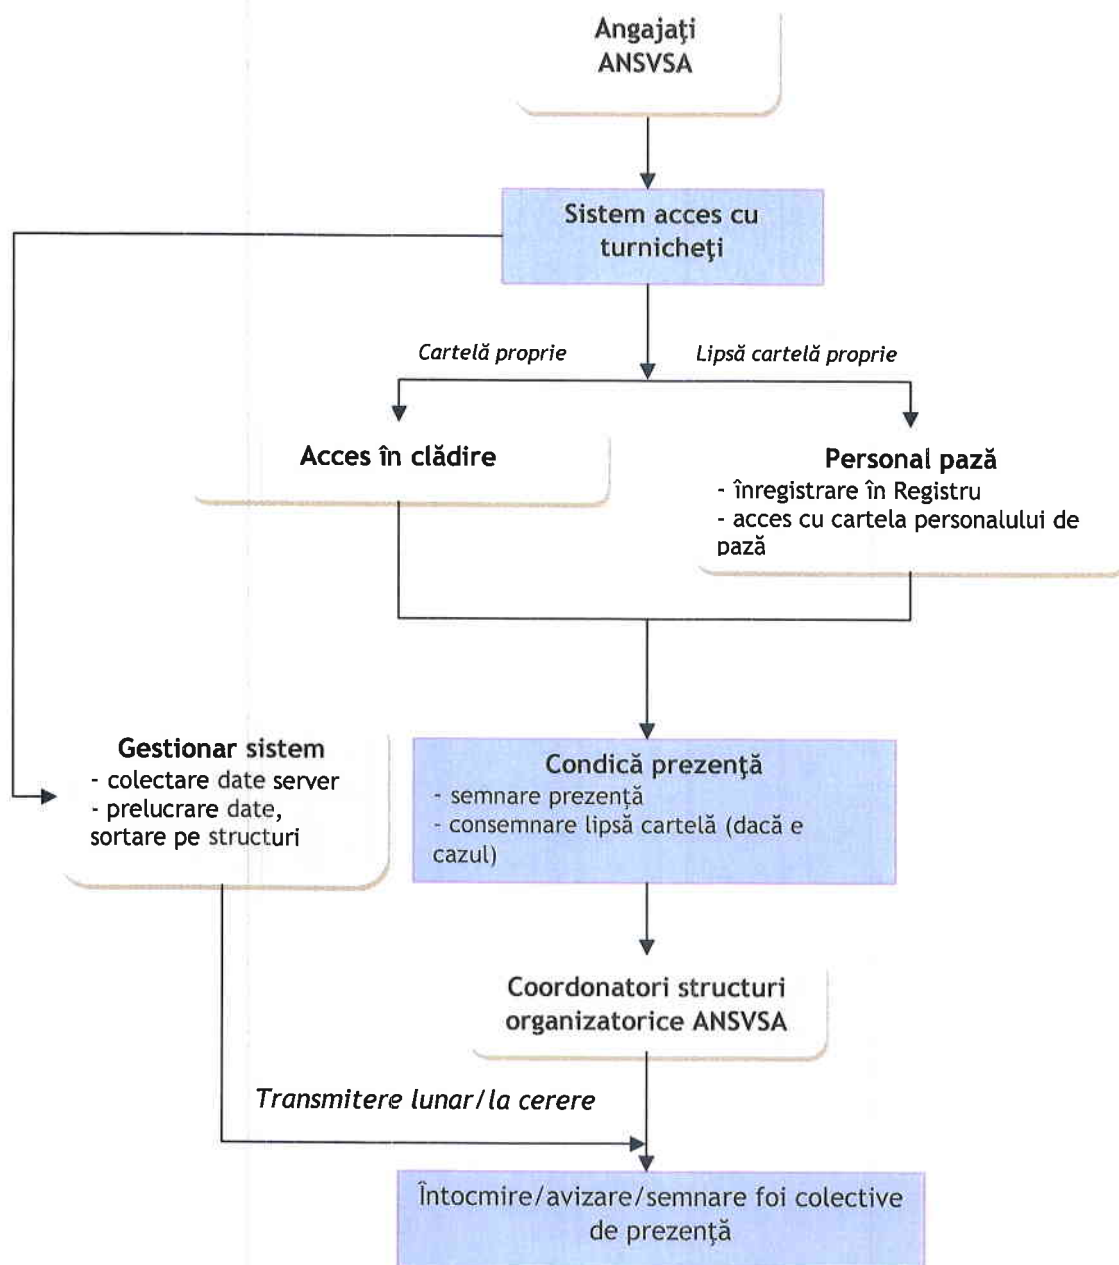 Angajaţi
ANSVSA
Sistem acces cu
turnicheţi
Cartelă proprie
Lipsă cartelă proprie
Acces în clădire
Personal pază
- înregistrare în Registru
- acces cu cartela personalului de
pază
Gestionar sistem
- colectare date server
- prelucrare date,
sortare pe structuri
Condică prezenţă
- semnare prezenţă
- consemnare lipsă cartelă (dacă e
cazul)
Coordonatori structuri
organizatorice ANSVSA
Transmitere lunar/la cerere
Întocmire/avizare/semnare foi colective
de prezenţă